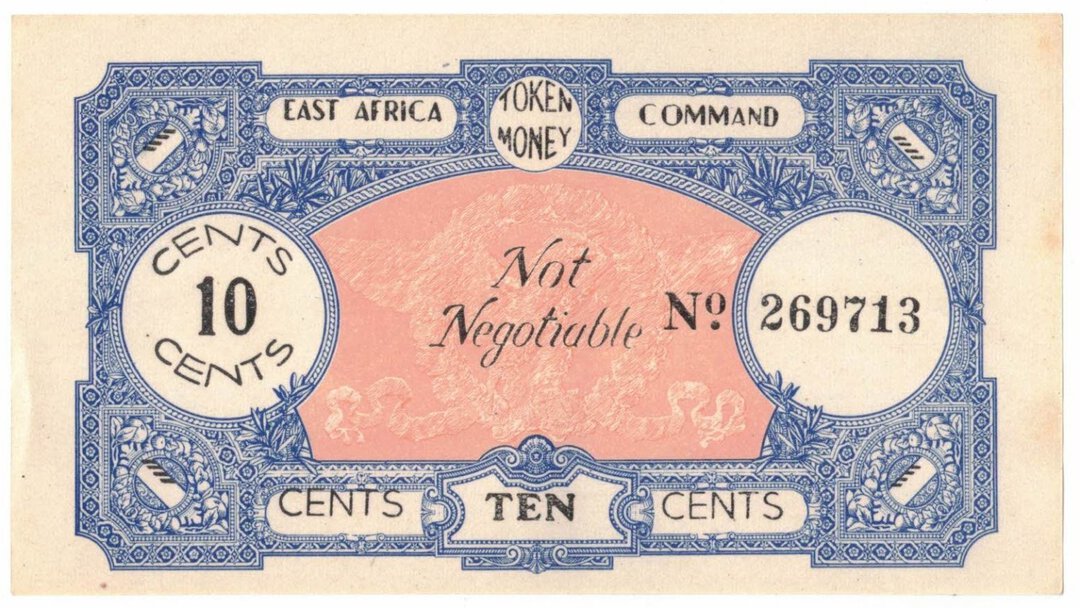 EAST AFRICA
TOKEN
MONEY
COMMAND
CENTS
10
CENTS
Not
Negotiable
Nº 269713
CENTS
TEN
CENTS